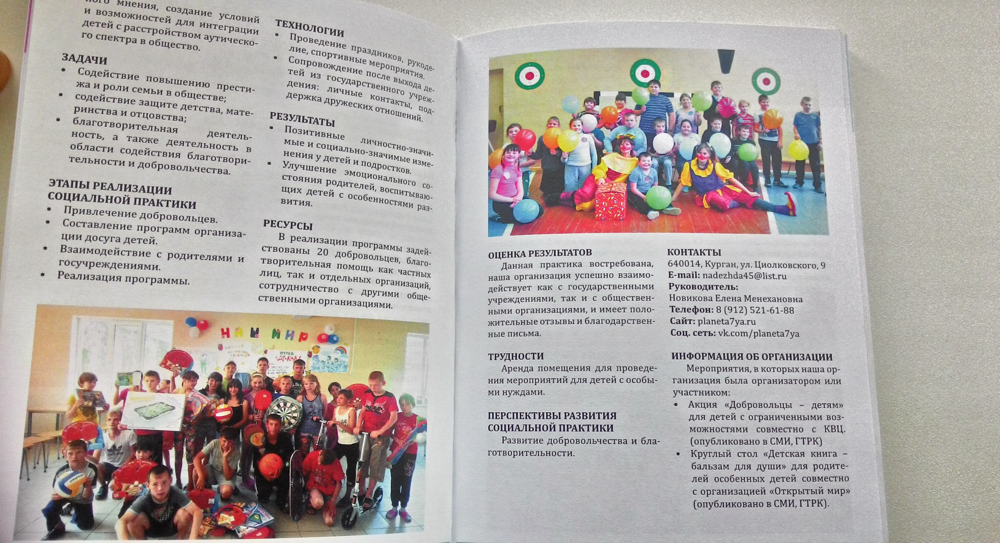 ного мнения, создание условий
и возможностей для интеграции
детей с расстройством аутическо-
го спектра в общество.
ЗАДАЧИ
• Содействие повышению прести-
жа и роли семьи в обществе;
• содействие защите детства, мате-
ринства и отцовства;
• благотворительная деятель-
ность, а также деятельность в
области содействия благотвори-
тельности и добровольчества.
ЭТАПЫ РЕАЛИЗАЦИИ
СОЦИАЛЬНОЙ ПРАКТИКИ
• Привлечение добровольцев.
• Составление программ организа-
ции досуга детей.
• Взаимодействие с родителями и
госучреждениями.
• Реализация программы.
ТЕХНОЛОГИИ
• Проведение праздников, рукоде-
лие, спортивные мероприятия.
• Сопровождение после выхода де-
тей из государственного учреж-
дения: личные контакты, под-
держка дружеских отношений.
РЕЗУЛЬТАТЫ
• Позитивные личностно-значи-
мые и социально-значимые изме-
нения у детей и подростков.
• Улучшение эмоционального со-
стояния родителей, воспитываю-
щих детей с особенностями раз-
вития.
РЕСУРСЫ
В реализации программы задей-
ствованы 20 добровольцев, благо-
творительная помощь как частных
лиц, так и отдельных организаций,
сотрудничество с другими обще-
ственными организациями.
НАШ МИР
ОТРЯД
ШПАНА!
ОЦЕНКА РЕЗУЛЬТАТОВ
Данная практика востребована,
наша организация успешно взаимо-
действует как с государственными
учреждениями, так и с обществен-
ными организациями, и имеет поло-
жительные отзывы и благодарствен-
ные письма.
ТРУДНОСТИ
Аренда помещения для проведе-
ния мероприятий для детей с особы-
ми нуждами.
ПЕРСПЕКТИВЫ РАЗВИТИЯ
СОЦИАЛЬНОЙ ПРАКТИКИ
Развитие добровольчества и бла-
готворительности.
КОНТАКТЫ
640014, Курган, ул. Циолковского, 9
E-mail: nadezhda45@list.ru
Руководитель:
Новикова Елена Менехановна
Телефон: 8 (912) 521-61-88
Сайт: planeta7ya.ru
Соц. сеть: vk.com/planeta7ya
ИНФОРМАЦИЯ ОБ ОРГАНИЗАЦИИ
Мероприятия, в которых наша ор-
ганизация была организатором или
участником:
• Акция «Добровольцы – детям»
для детей с ограниченными воз-
можностями совместно с КВЦ.
(опубликовано в СМИ, ГТРК)
• Круглый стол «Детская книга –
бальзам для души» для родите-
лей особенных детей совместно
с организацией «Открытый мир»
(опубликовано в СМИ, ГТРК).